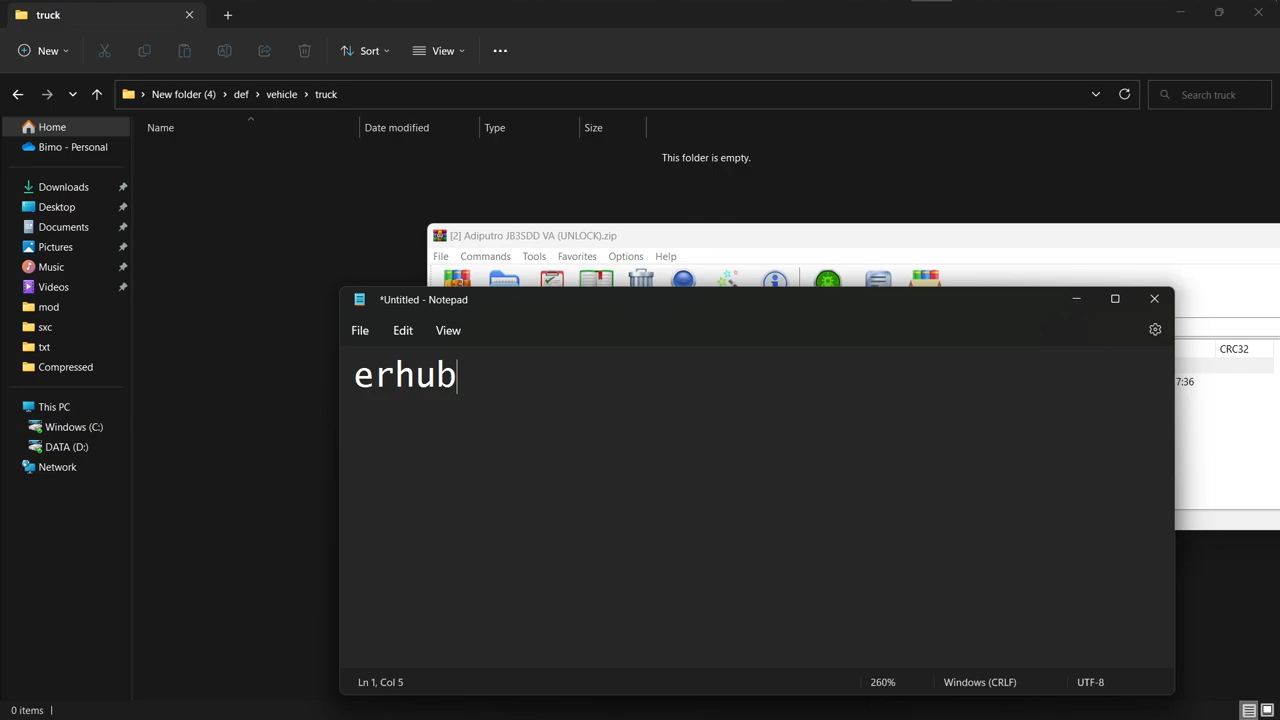 truck
New
Sort
View
New folder (4) > def > vehicle > truck
Search truck
Home
Bimo - Personal
Downloads
Desktop
Documents
Pictures
Music
Videos
mod
sxc
txt
Compressed
This PC
Windows (C:)
DATA (D:)
Network
Name
Date modified
Type
Size
This folder is empty.
[2] Adiputro JB3SDD VA (UNLOCK).zip
File Commands Tools Favorites Options Help
CRC32
7:36
*Untitled - Notepad
File Edit View
erhub
Ln 1, Col 5
260%
Windows (CRLF)
UTF-8
0 items